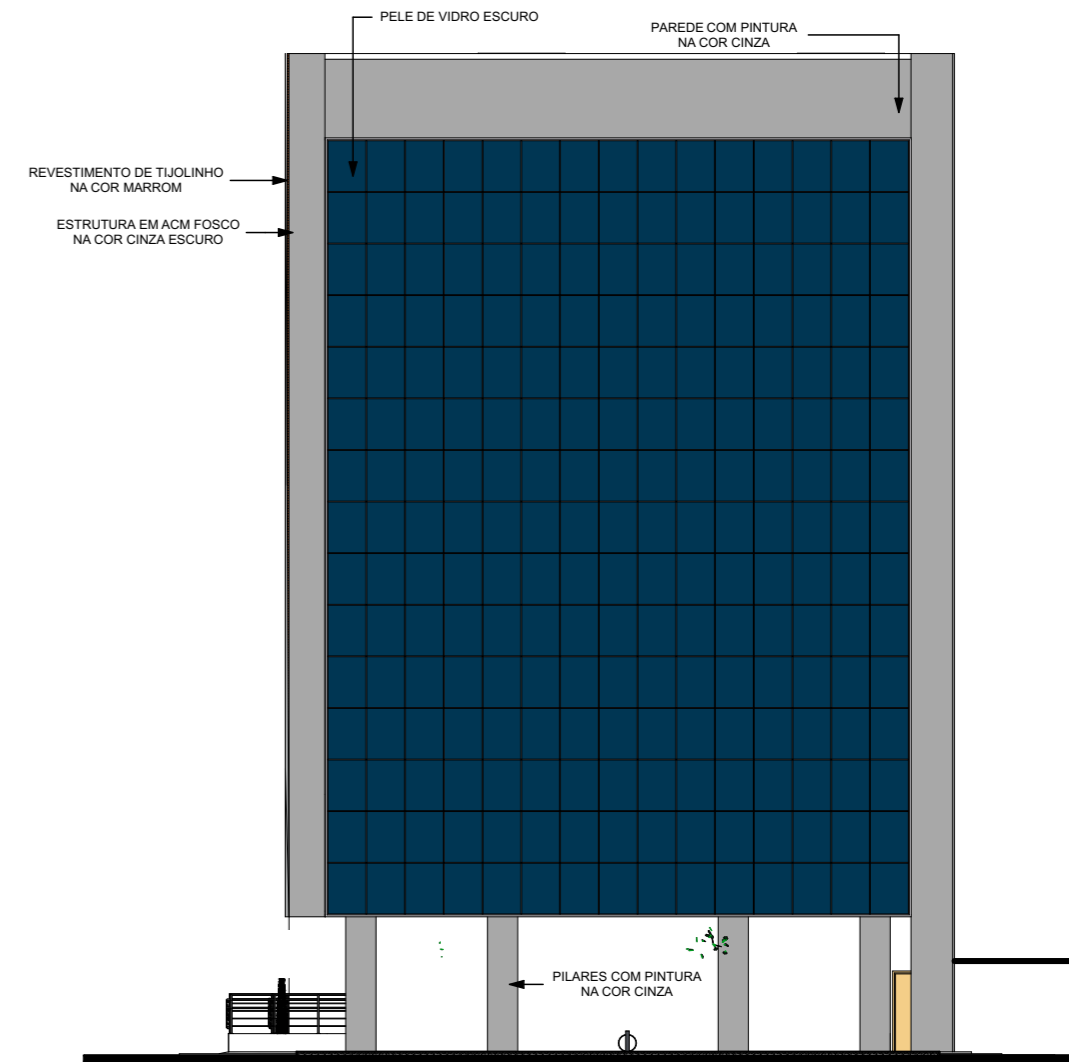 PELE DE VIDRO ESCURO
PAREDE COM PINTURA
NA COR CINZA
REVESTIMENTO DE TIJOLINHO
NA COR MARROM
ESTRUTURA EM ACM FOSCO
NA COR CINZA ESCURO
PILARES COM PINTURA
NA COR CINZA